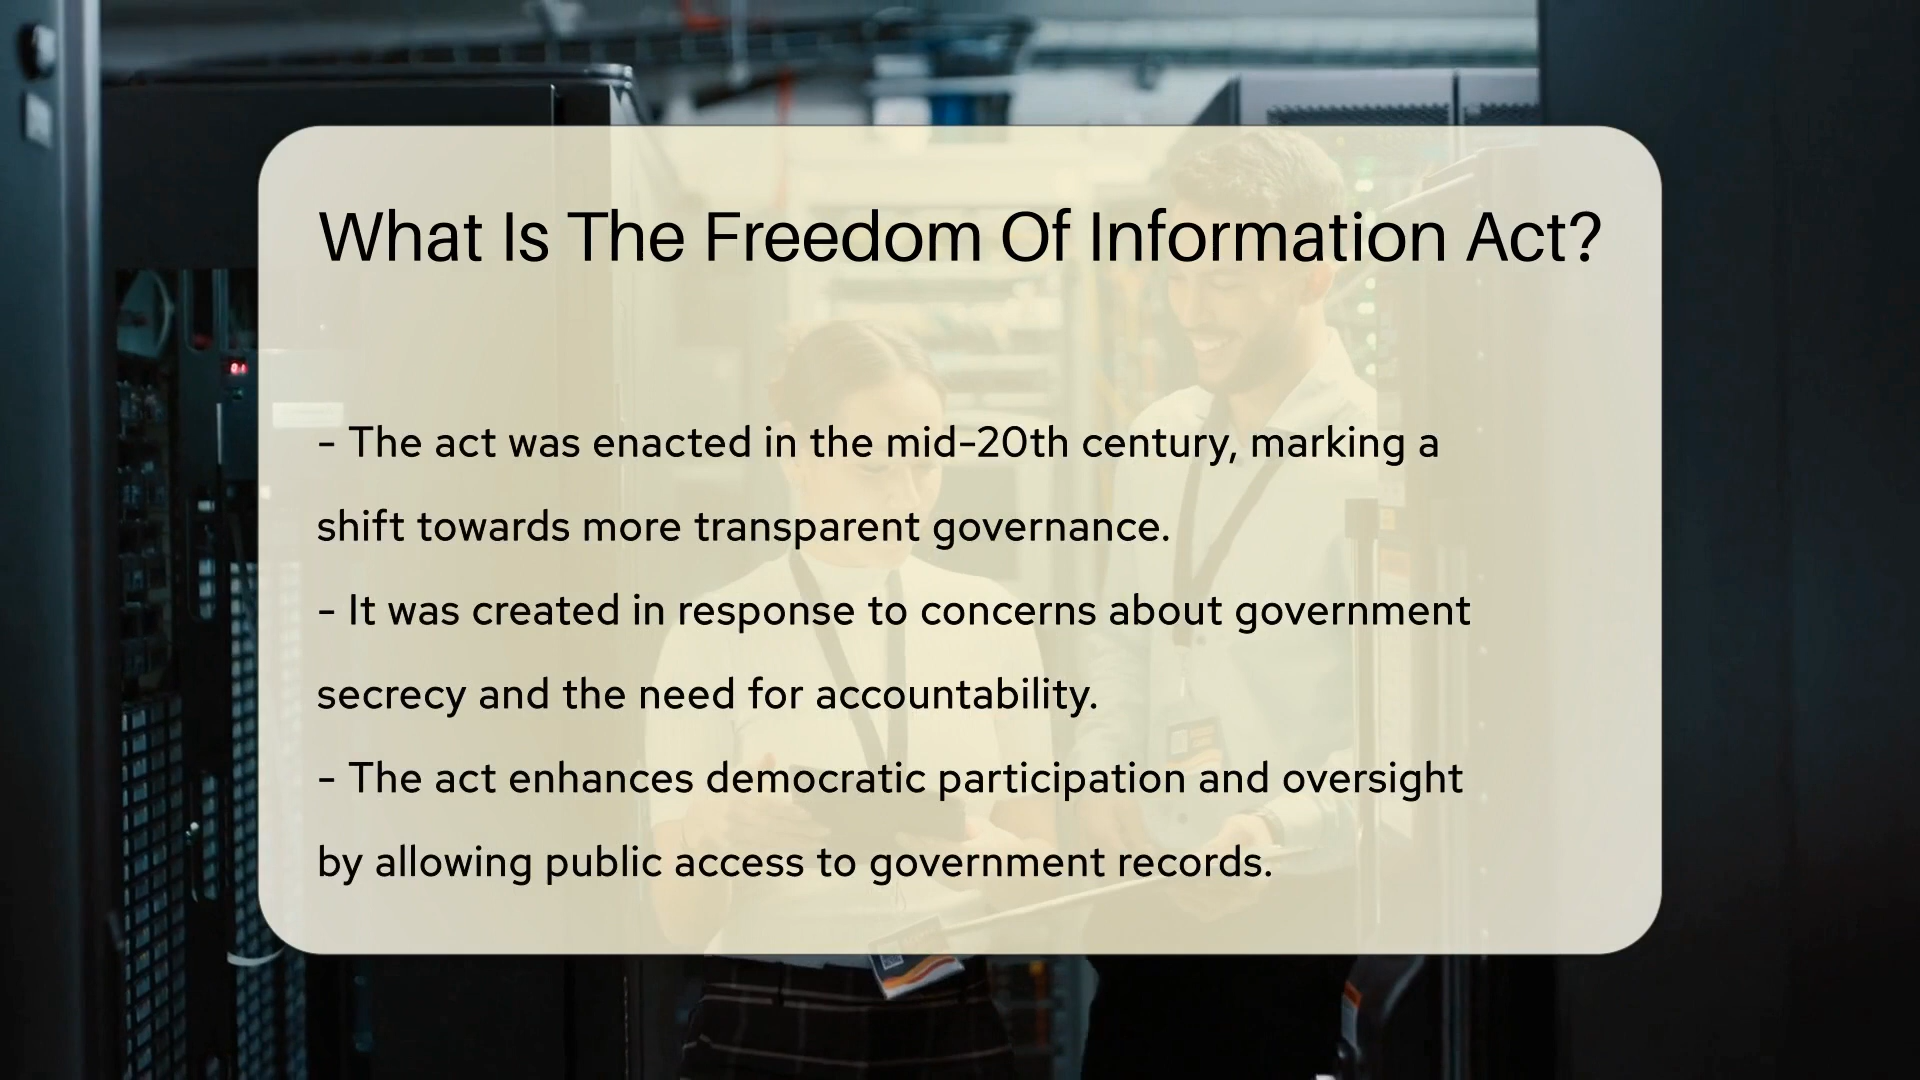 What Is The Freedom Of Information Act?
- The act was enacted in the mid-20th century, marking a
shift towards more transparent governance.
- It was created in response to concerns about government
secrecy and the need for accountability.
- The act enhances democratic participation and oversight
by allowing public access to government records.